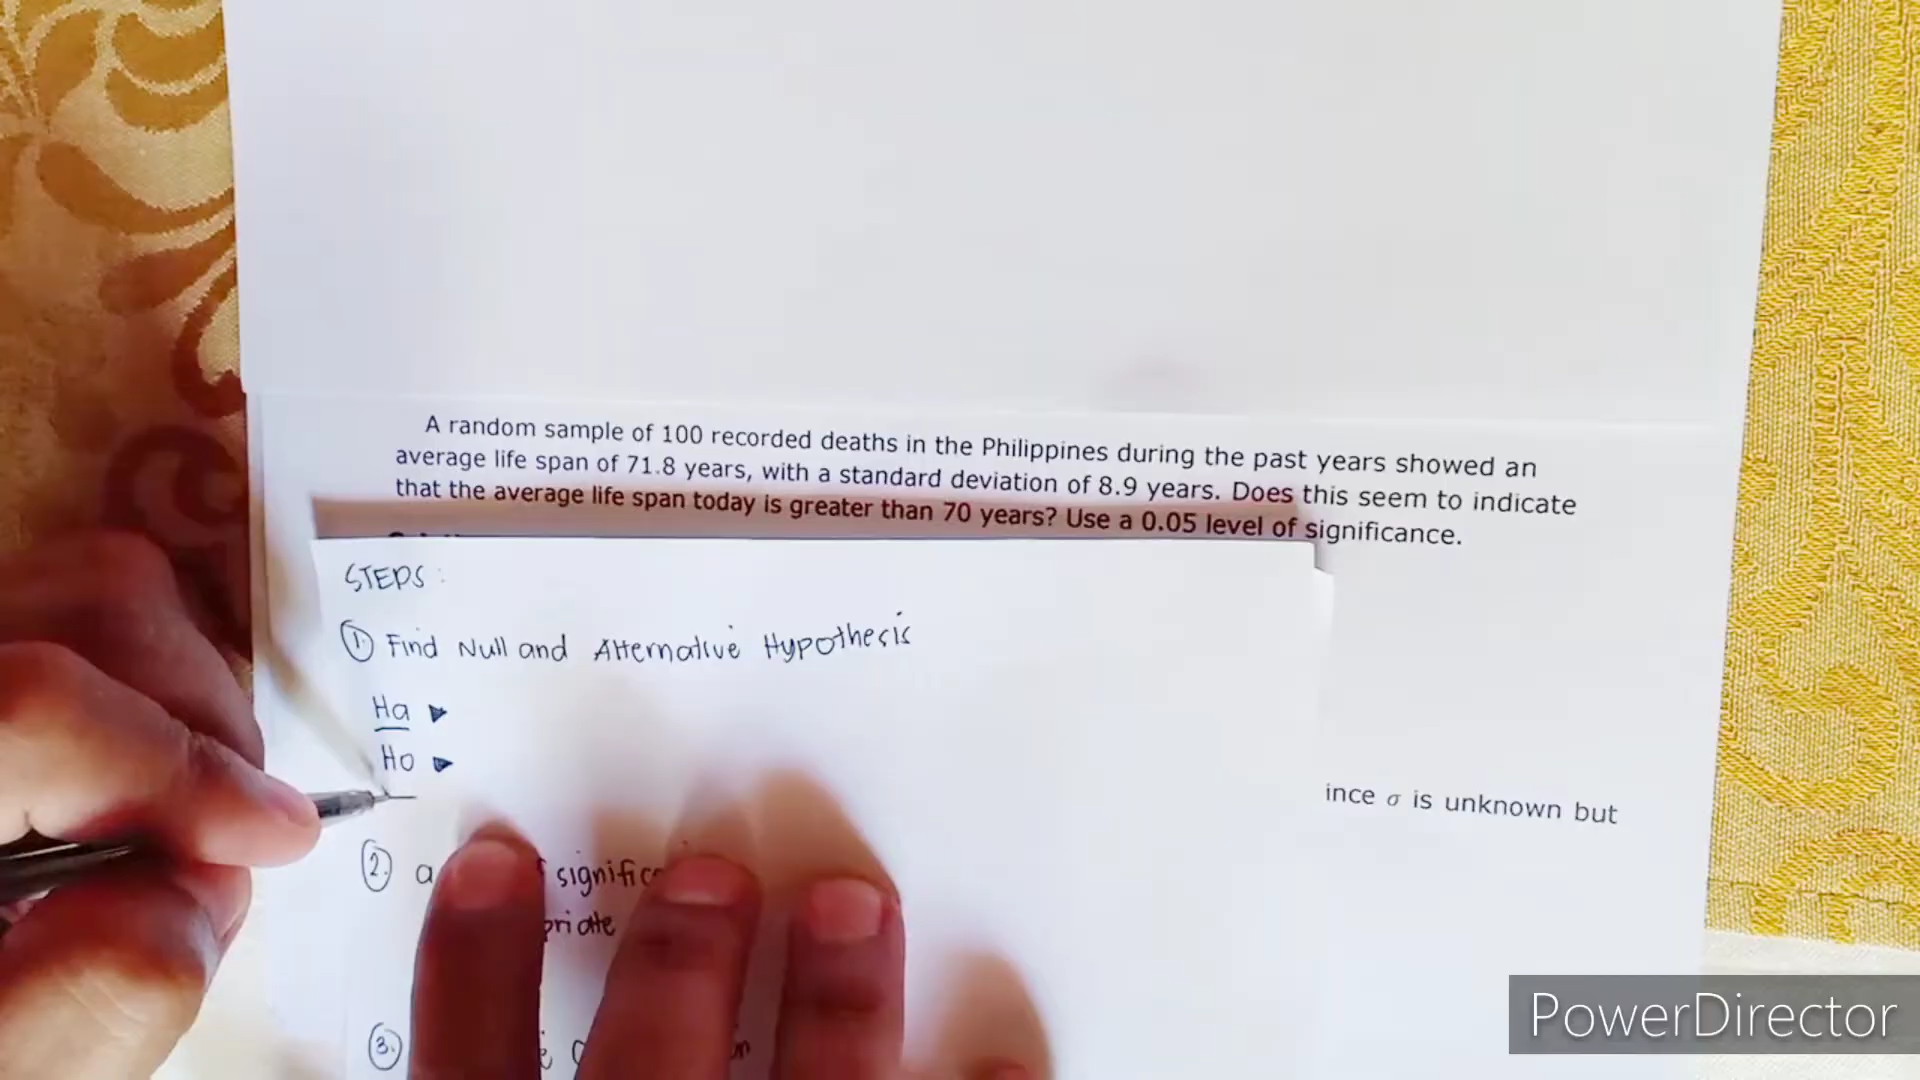 A random sample of 100 recorded deaths in the Philippines during the past years showed an
average life span of 71.8 years, with a standard deviation of 8.9 years. Does this seem to indicate
that the average life span today is greater than 70 years? Use a 0.05 level of significance.
STEPS:
1. Find Null and Alternative Hypothesis
Ha ▶
Ho ▶
ince σ is unknown but
2.
3.
PowerDirector